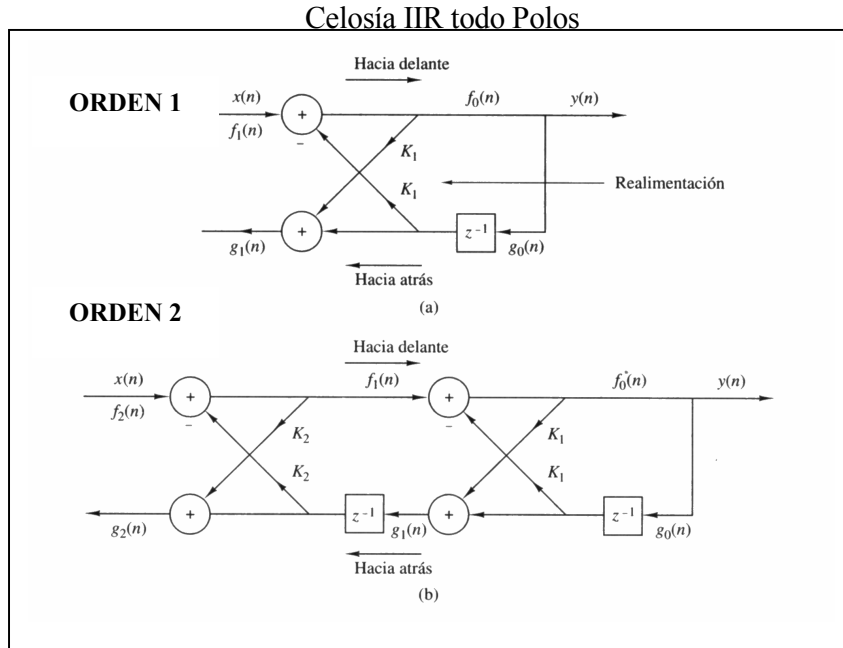 Celosía IIR todo Polos
Hacia delante
ORDEN 1
x(n)
f₀(n)
y(n)
+
f₁(n)
−
K₁
K₁
Realimentación
+
z⁻¹
g₁(n)
g₀(n)
Hacia atrás
(a)
ORDEN 2
Hacia delante
x(n)
f₁(n)
f₀(n)
y(n)
+
+
f₂(n)
−
−
K₂
K₁
K₂
K₁
+
z⁻¹
+
z⁻¹
g₂(n)
g₁(n)
g₀(n)
Hacia atrás
(b)